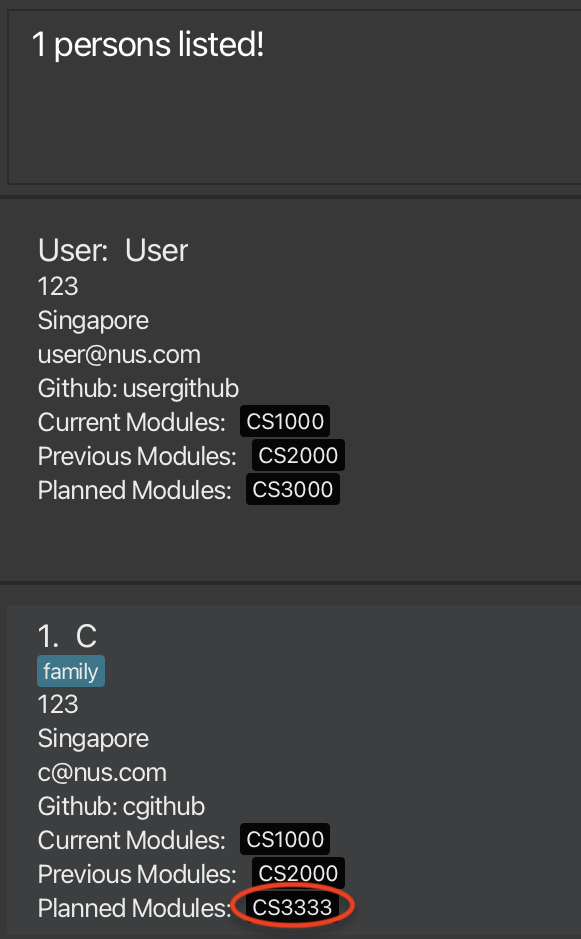 1 persons listed!
User: User
123
Singapore
user@nus.com
Github: usergithub
Current Modules: CS1000
Previous Modules: CS2000
Planned Modules: CS3000
1. C
family
123
Singapore
c@nus.com
Github: cgithub
Current Modules: CS1000
Previous Modules: CS2000
Planned Modules: CS3333